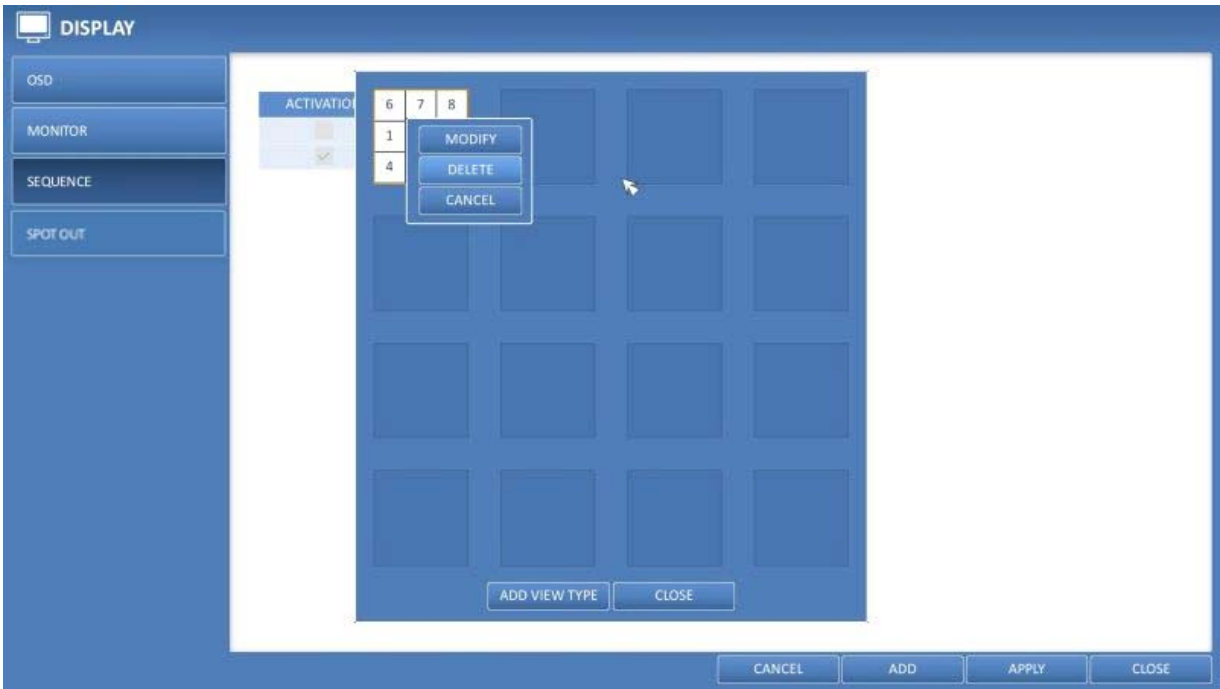 DISPLAY
OSD
MONITOR
SEQUENCE
SPOT OUT
ACTIVATIO
6 7 8
1
4
MODIFY
DELETE
CANCEL
ADD VIEW TYPE CLOSE
CANCEL ADD APPLY CLOSE